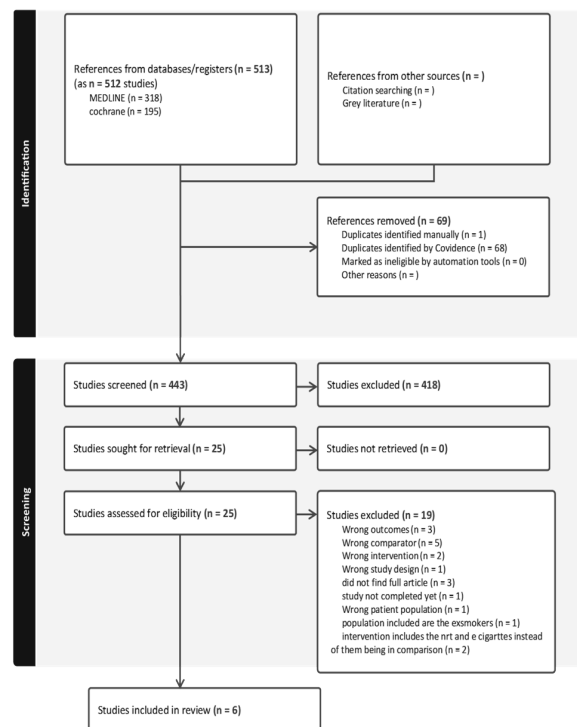 Identification
References from databases/registers (n = 513)
(as n = 512 studies)
MEDLINE (n = 318)
cochrane (n = 195)
References from other sources (n = )
Citation searching (n = )
Grey literature (n = )
References removed (n = 69)
Duplicates identified manually (n = 1)
Duplicates identified by Covidence (n = 68)
Marked as ineligible by automation tools (n = 0)
Other reasons (n = )
Screening
Studies screened (n = 443)
Studies excluded (n = 418)
Studies sought for retrieval (n = 25)
Studies not retrieved (n = 0)
Studies assessed for eligibility (n = 25)
Studies excluded (n = 19)
Wrong outcomes (n = 3)
Wrong comparator (n = 5)
Wrong intervention (n = 2)
Wrong study design (n = 1)
did not find full article (n = 3)
study not completed yet (n = 1)
Wrong patient population (n = 1)
population included are the exsmokers (n = 1)
intervention includes the nrt and e cigarttes instead
of them being in comparison (n = 2)
Studies included in review (n = 6)